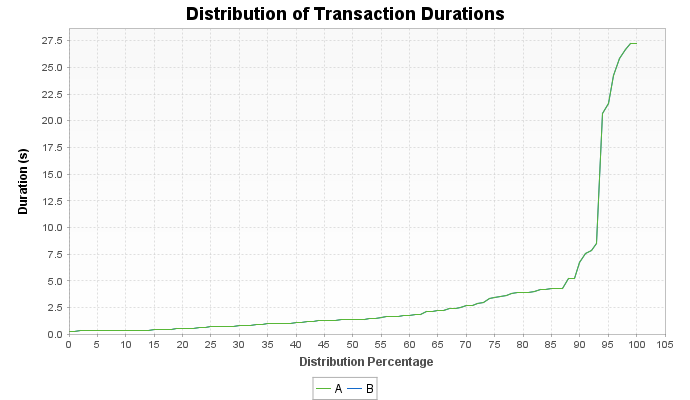 Distribution of Transaction Durations
27.5
25.0
22.5
20.0
17.5
15.0
12.5
10.0
7.5
5.0
2.5
0.0
Duration (s)
0 5 10 15 20 25 30 35 40 45 50 55 60 65 70 75 80 85 90 95 100 105
Distribution Percentage
A B